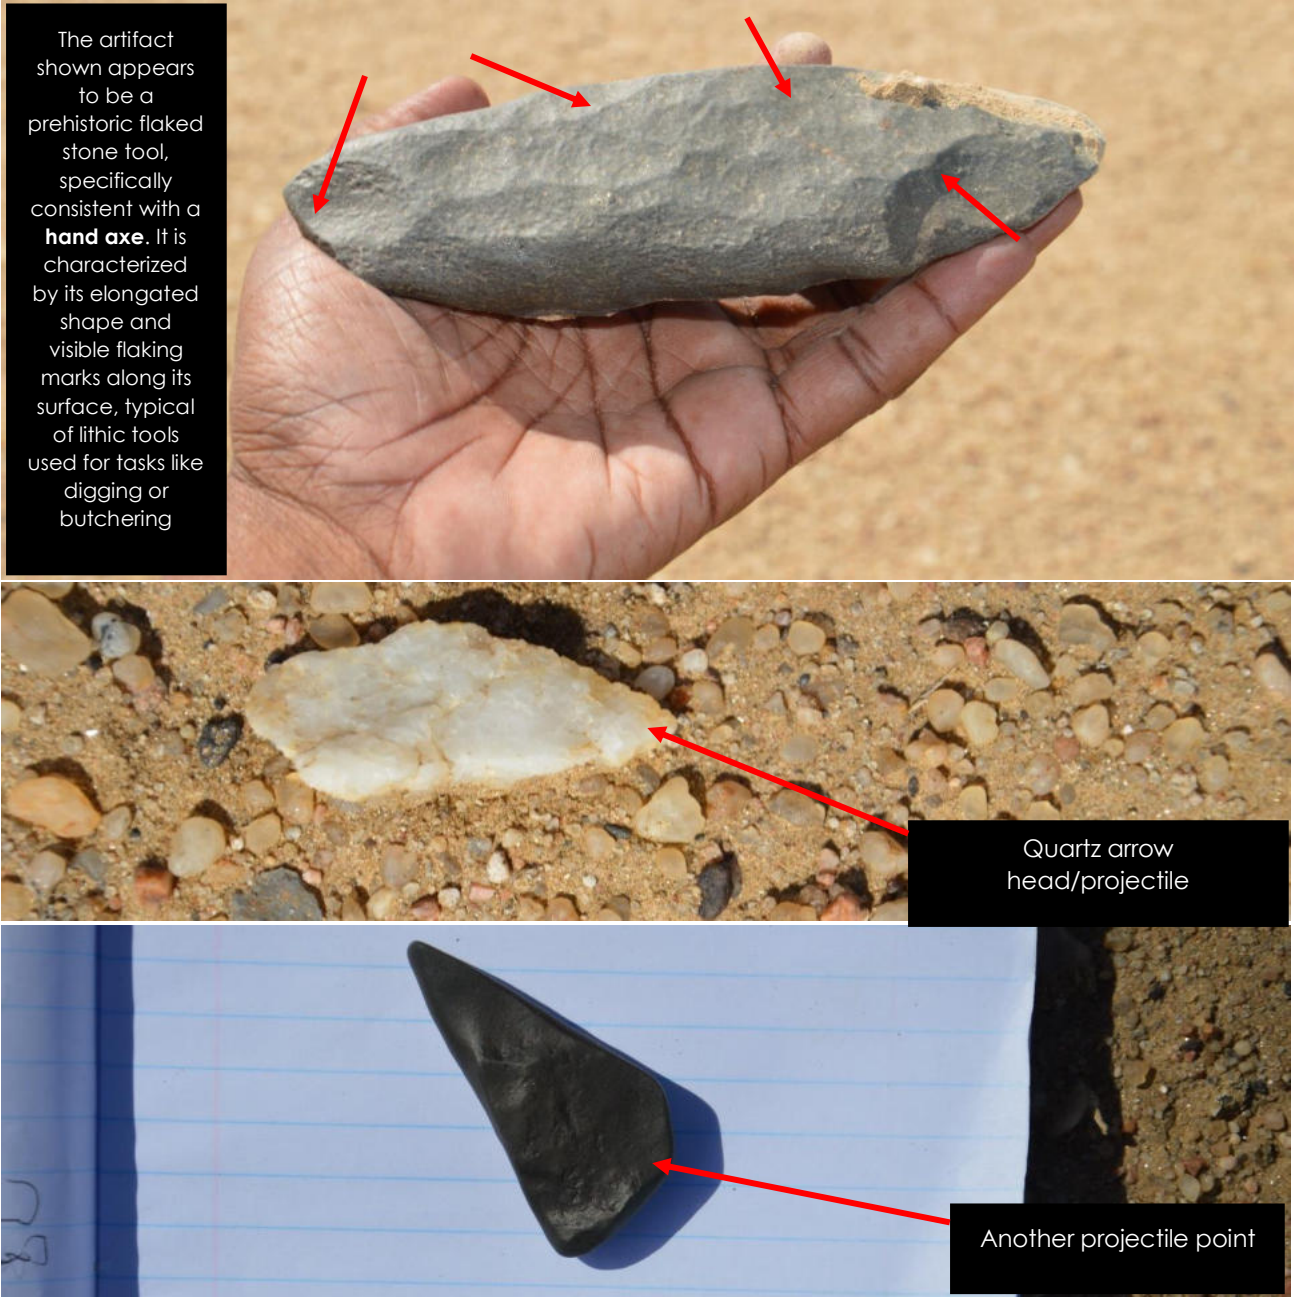 The artifact
shown appears
to be a
prehistoric flaked
stone tool,
specifically
consistent with a
hand axe. It is
characterized
by its elongated
shape and
visible flaking
marks along its
surface, typical
of lithic tools
used for tasks like
digging or
butchering
Quartz arrow
head/projectile
Another projectile point